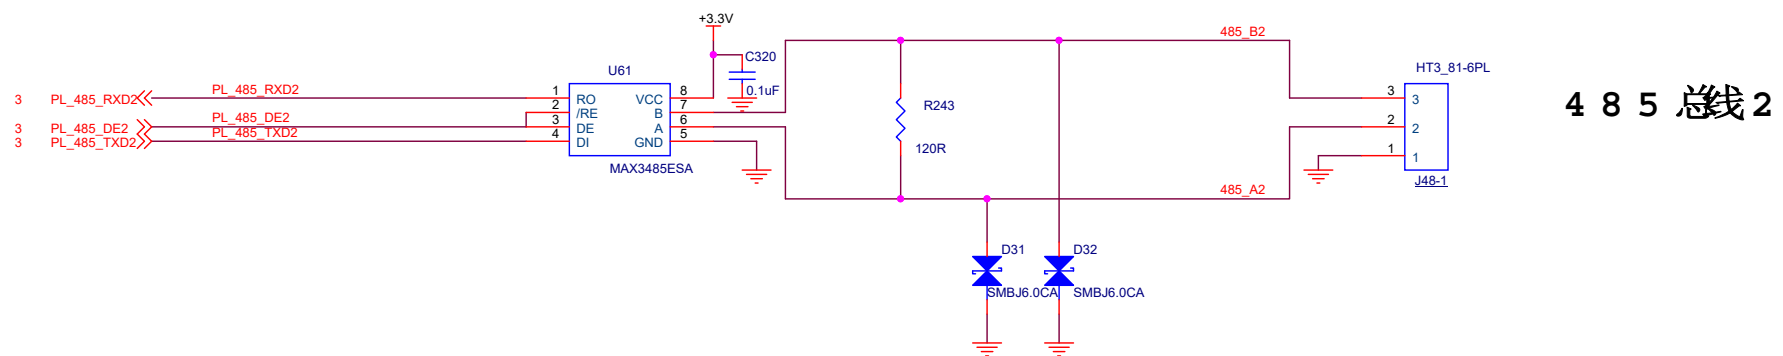 +3.3V
485_B2
C320
U61
HT3_81-6PL
0.1uF
3 PL_485_RXD2 PL_485_RXD2 1 RO VCC 8
2 /RE B 7
3 PL_485_DE2 PL_485_DE2 3 DE A 6
3 PL_485_TXD2 PL_485_TXD2 4 DI GND 5
MAX3485ESA
R243
120R
3 3
2 2
1 1
J48-1
485总线2
485_A2
D31 D32
SMBJ6.0CA SMBJ6.0CA